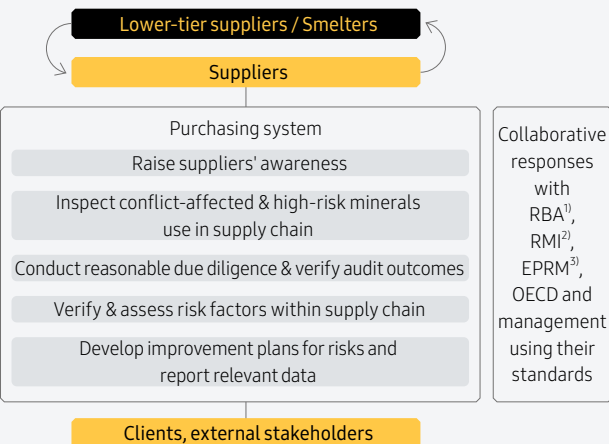 Lower-tier suppliers / Smelters
Suppliers
Purchasing system
Raise suppliers' awareness
Inspect conflict-affected & high-risk minerals
use in supply chain
Conduct reasonable due diligence & verify audit outcomes
Verify & assess risk factors within supply chain
Develop improvement plans for risks and
report relevant data
Collaborative
responses
with
RBA1),
RMI2),
EPRM3),
OECD and
management
using their
standards
Clients, external stakeholders